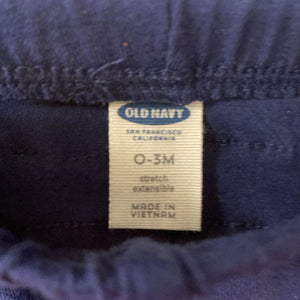 OLD NAVY
SAN FRANCISCO
CALIFORNIA
0-3M
stretch
extensible
MADE IN
VIETNAM